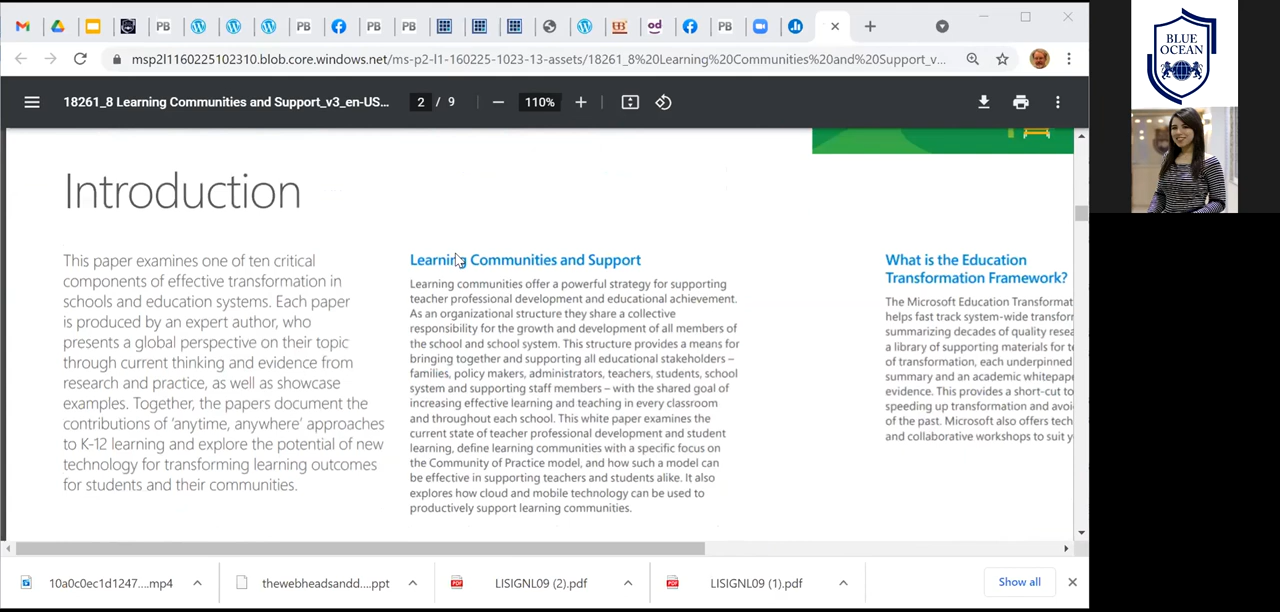 msp2l1160225102310.blob.core.windows.net/ms-p2-l1-160225-1023-13-assets/18261_8%20Learning%20Communities%20and%20Support_v...
18261_8 Learning Communities and Support_v3_en-US...
2 / 9
110%
Introduction
This paper examines one of ten critical
components of effective transformation in
schools and education systems. Each paper
is produced by an expert author, who
presents a global perspective on their topic
through current thinking and evidence from
research and practice, as well as showcase
examples. Together, the papers document the
contributions of ‘anytime, anywhere’ approaches
to K-12 learning and explore the potential of new
technology for transforming learning outcomes
for students and their communities.
Learning Communities and Support
Learning communities offer a powerful strategy for supporting
teacher professional development and educational achievement.
As an organizational structure they share a collective
responsibility for the growth and development of all members of
the school and school system. This structure provides a means for
bringing together and supporting all educational stakeholders –
families, policy makers, administrators, teachers, students, school
system and supporting staff members – with the shared goal of
increasing effective learning and teaching in every classroom
and throughout each school. This white paper examines the
current state of teacher professional development and student
learning, define learning communities with a specific focus on
the Community of Practice model, and how such a model can
be effective in supporting teachers and students alike. It also
explores how cloud and mobile technology can be used to
productively support learning communities.
What is the Education
Transformation Framework?
The Microsoft Education Transformat
helps fast track system-wide transfor
summarizing decades of quality resea
a library of supporting materials for t
of transformation, each underpinned
summary and an academic whitepape
evidence. This provides a short-cut to
speeding up transformation and avoi
of the past. Microsoft also offers tech
and collaborative workshops to suit y
10a0c0ec1d1247....mp4
thewebheadsandd....ppt
LISIGNL09 (2).pdf
LISIGNL09 (1).pdf
Show all
BLUE
OCEAN
PB
PB
PB
PB
od
PB